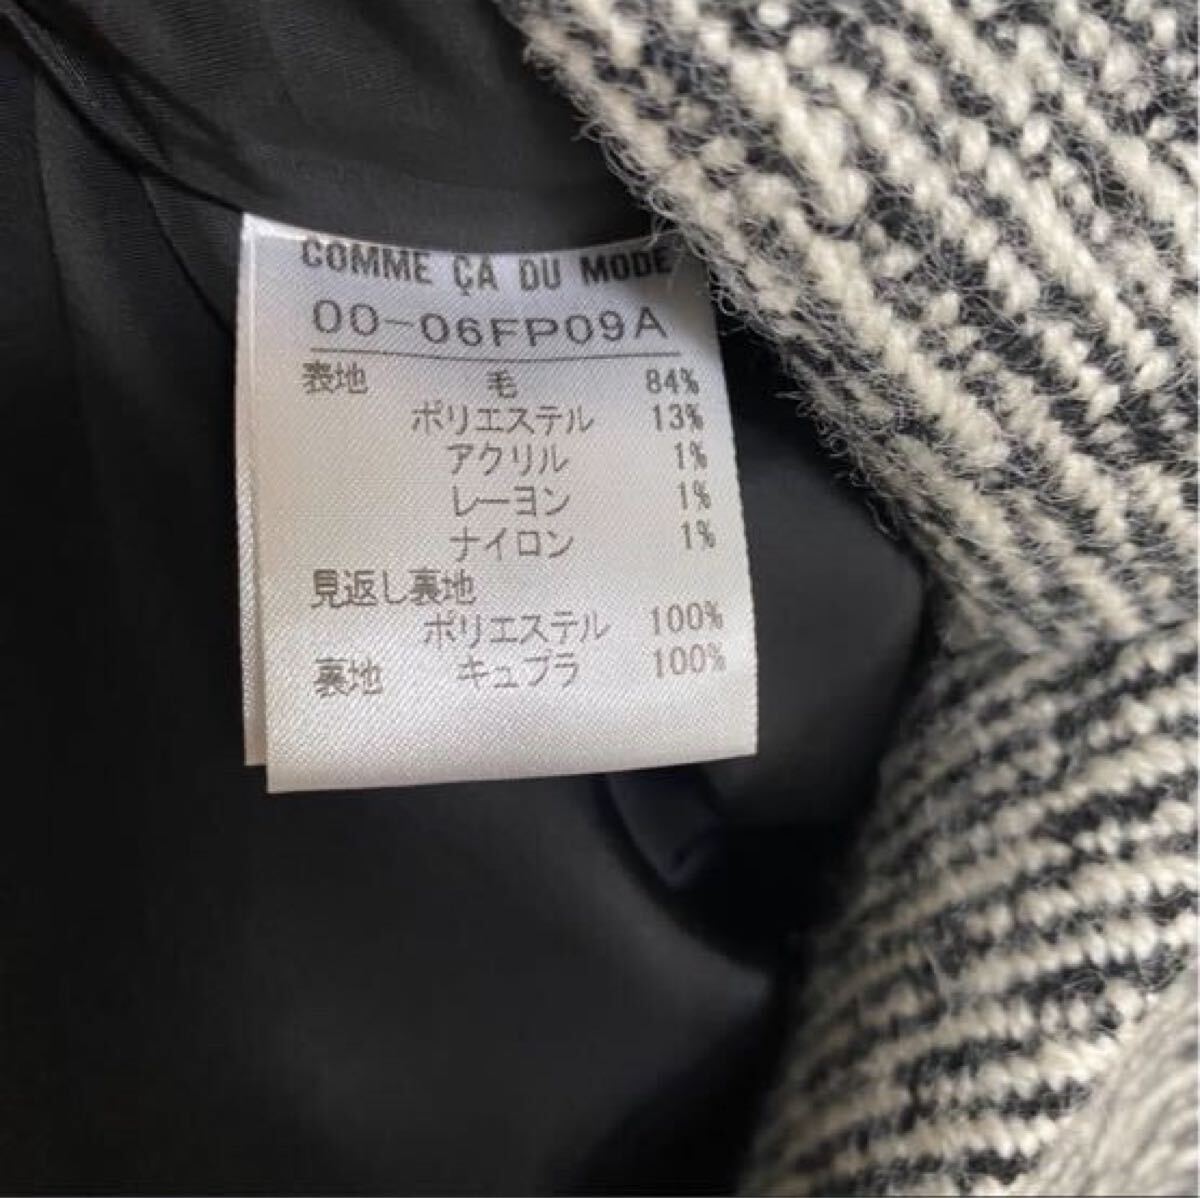 COMME ÇA DU MODE
00-06FP09A
表地 毛 84%
ポリエステル 13%
アクリル 1%
レーヨン 1%
ナイロン 1%
見返し裏地
ポリエステル 100%
裏地 キュプラ 100%